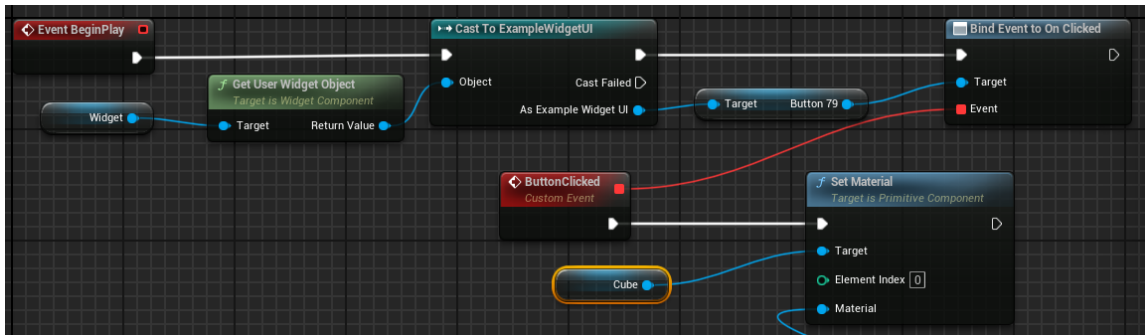 Event BeginPlay
Cast To ExampleWidgetUI
Bind Event to On Clicked
Get User Widget Object
Target is Widget Component
Object
Cast Failed
Target
Widget
Target
Return Value
As Example Widget UI
Target
Button 79
Event
ButtonClicked
Custom Event
Set Material
Target is Primitive Component
Target
Cube
Element Index 0
Material